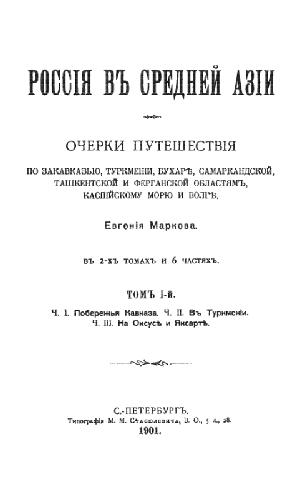 РОССІЯ ВЪ СРЕДНЕЙ АЗІИ
ОЧЕРКИ ПУТЕШЕСТВІЯ
ПО ЗАКАВКАЗЬЮ, ТУРКМЕНІИ, БУХАРѢ, САМАРКАНДСКОЙ,
ТАШКЕНТСКОЙ И ФЕРГАНСКОЙ ОБЛАСТЯМЪ,
КАСПІЙСКОМУ МОРЮ И ВОЛГѢ.
Евгенія Маркова.
ВЪ 2-ХЪ ТОМАХЪ И 6 ЧАСТЯХЪ.
ТОМЪ I-й.
Ч. I. Побережья Кавказа. Ч. II. Въ Туркменіи.
Ч. III. На Оксусѣ и Яксартѣ.
С.-ПЕТЕРБУРГЪ.
Типографія М. М. Стасюлевича, В. О., 5 л., 28.
1901.